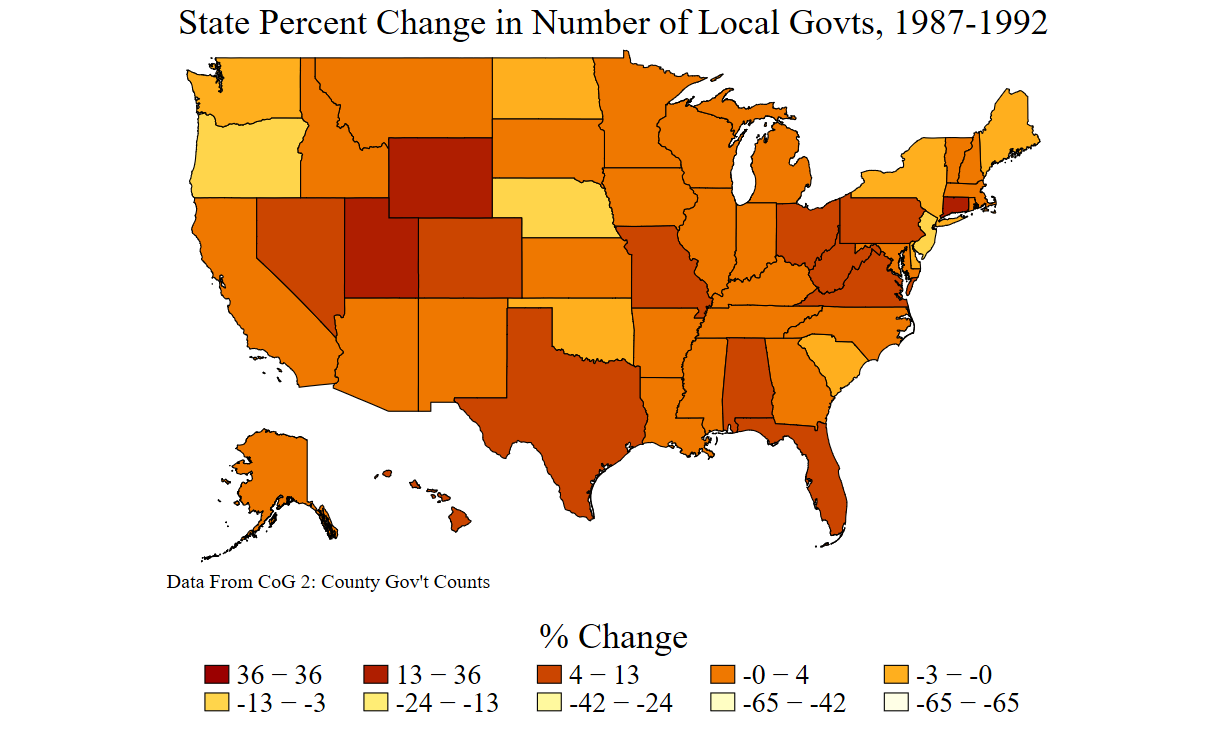 State Percent Change in Number of Local Govts, 1987-1992
Data From CoG 2: County Gov't Counts
% Change
36 − 36 13 − 36 4 − 13 -0 − 4 -3 − -0
-13 − -3 -24 − -13 -42 − -24 -65 − -42 -65 − -65